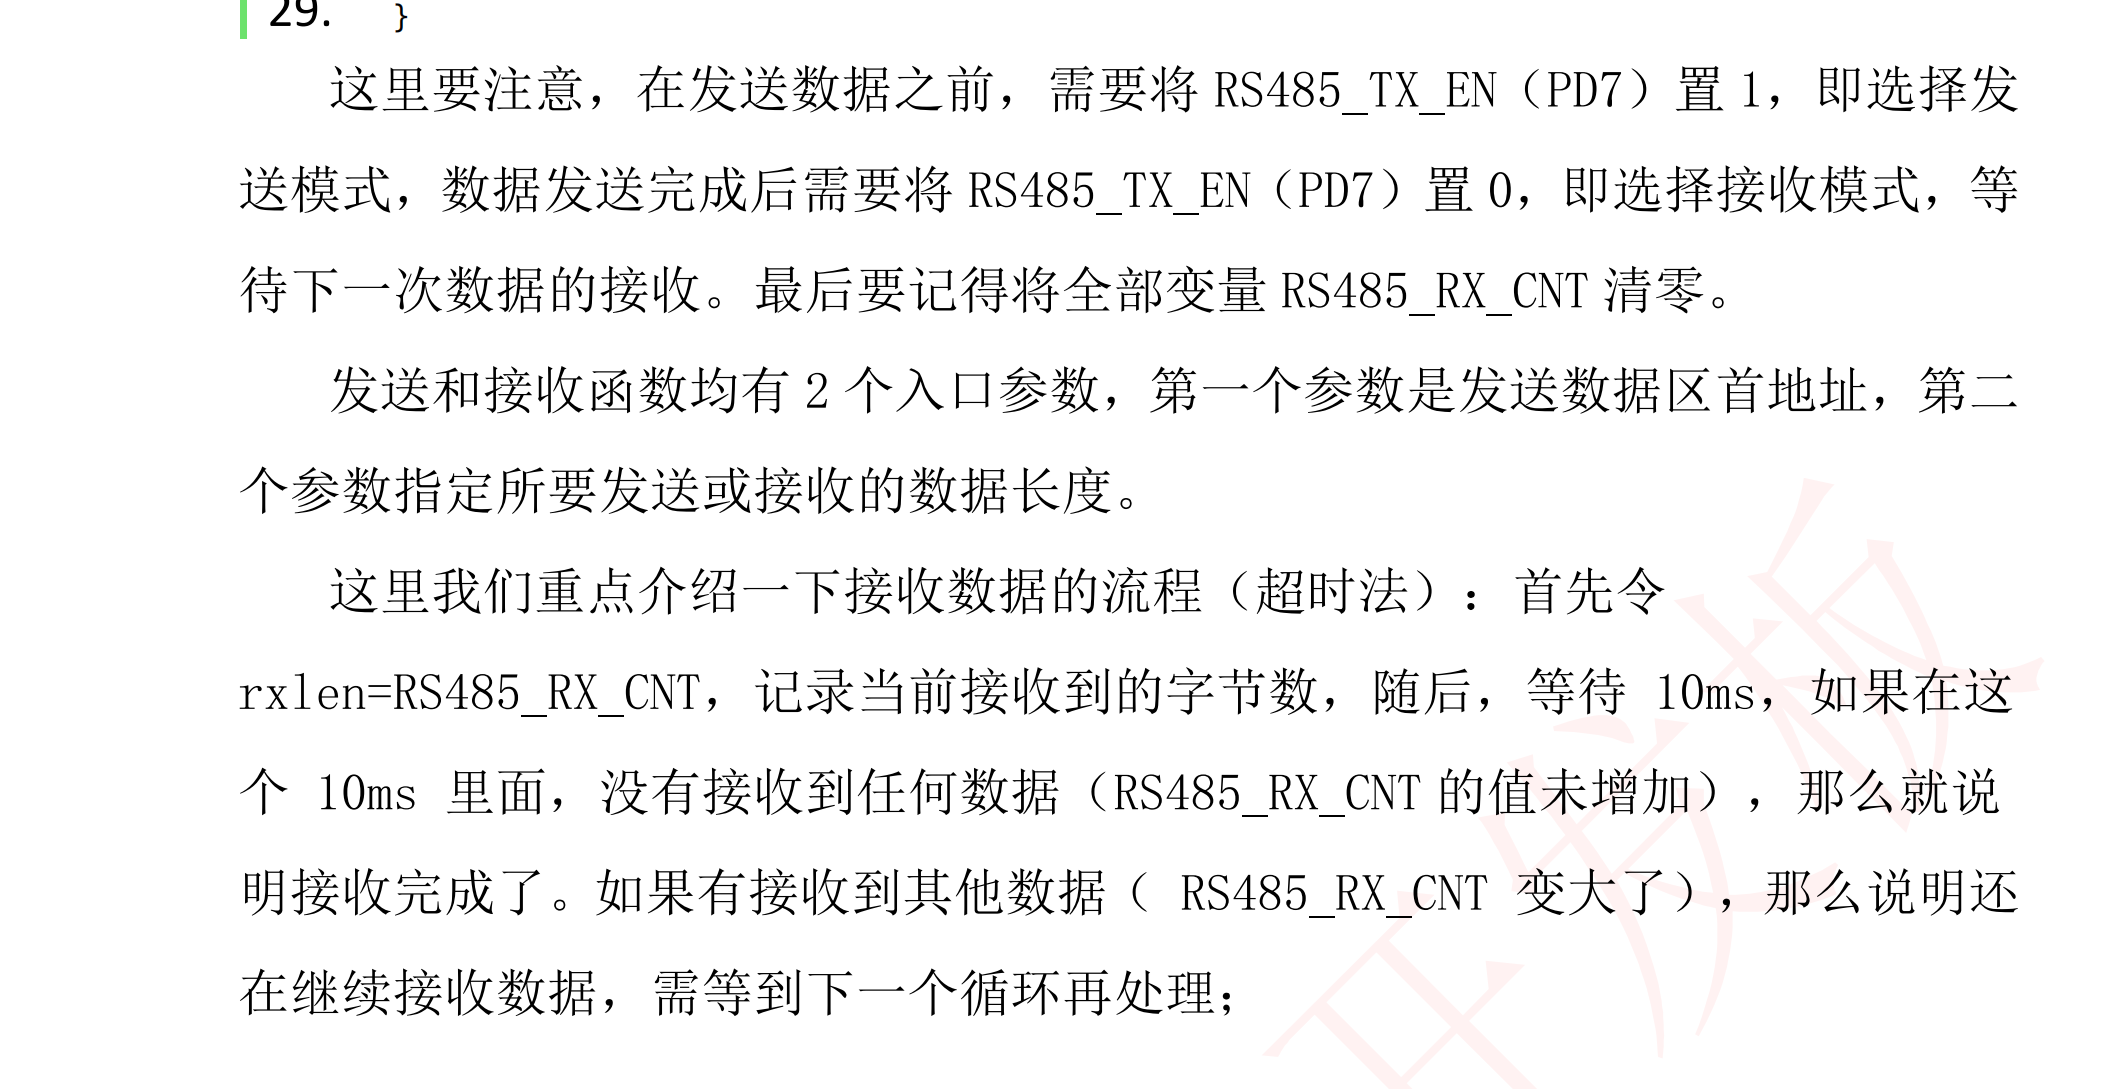 29. }
这里要注意，在发送数据之前，需要将 RS485_TX_EN（PD7）置 1，即选择发
送模式，数据发送完成后需要将 RS485_TX_EN（PD7）置 0，即选择接收模式，等
待下一次数据的接收。最后要记得将全部变量 RS485_RX_CNT 清零。
发送和接收函数均有 2 个入口参数，第一个参数是发送数据区首地址，第二
个参数指定所要发送或接收的数据长度。
这里我们重点介绍一下接收数据的流程（超时法）：首先令
rxlen=RS485_RX_CNT，记录当前接收到的字节数，随后，等待 10ms，如果在这
个 10ms 里面，没有接收到任何数据（RS485_RX_CNT 的值未增加），那么就说
明接收完成了。如果有接收到其他数据（ RS485_RX_CNT 变大了），那么说明还
在继续接收数据，需等到下一个循环再处理；
开发板